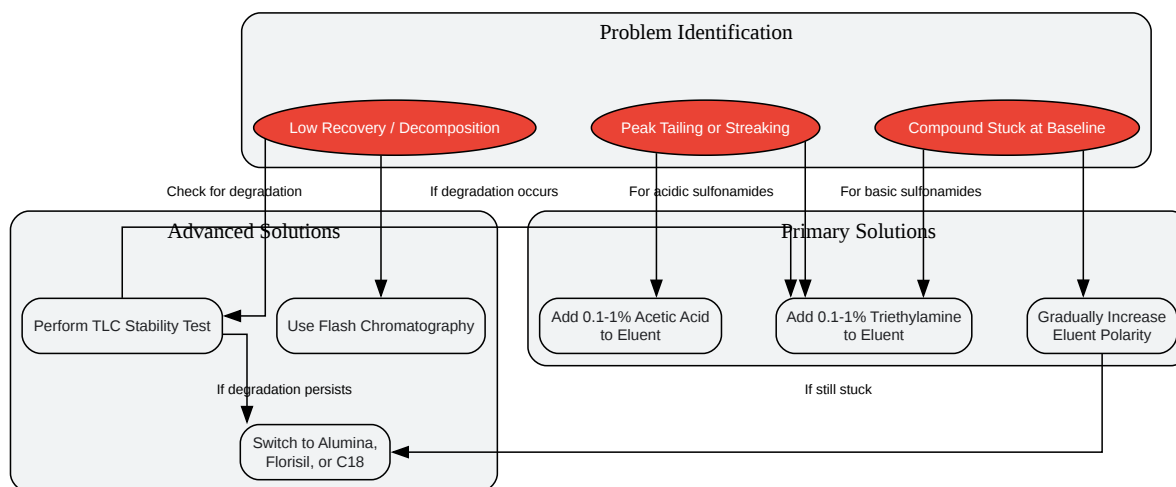 Problem Identification
Low Recovery / Decomposition
Peak Tailing or Streaking
Compound Stuck at Baseline
Check for degradation
If degradation occurs
For acidic sulfonamides
For basic sulfonamides
Advanced Solutions
Primary Solutions
Perform TLC Stability Test
Use Flash Chromatography
Add 0.1-1% Acetic Acid
to Eluent
Add 0.1-1% Triethylamine
to Eluent
Gradually Increase
Eluent Polarity
If degradation persists
If still stuck
Switch to Alumina,
Florisil, or C18